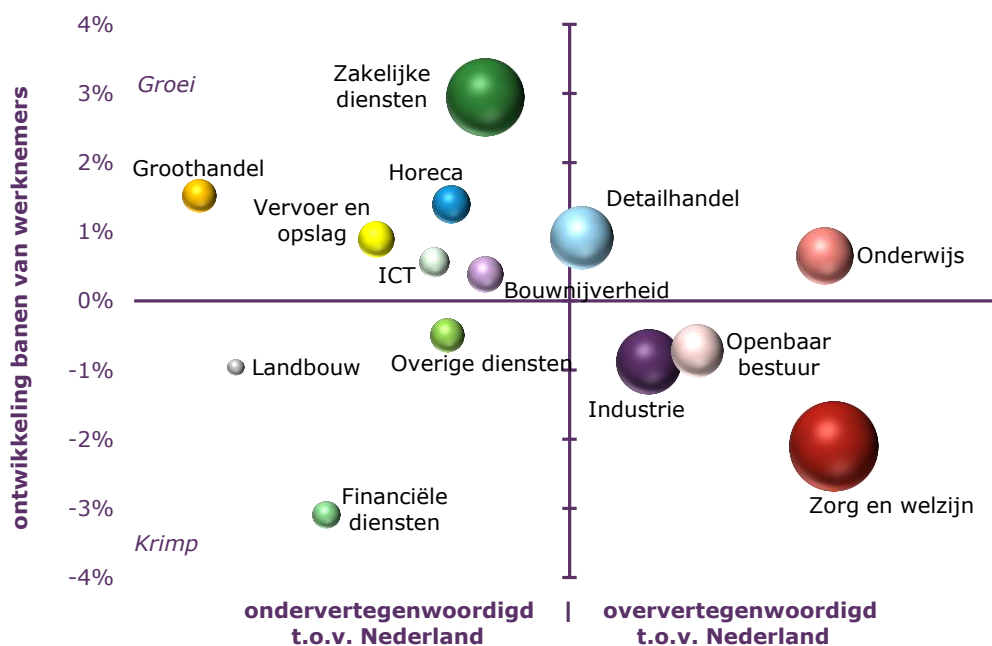 ontwikkeling banen van werknemers
4%
3%
2%
1%
0%
-1%
-2%
-3%
-4%
Groei
Krimp
Zakelijke
diensten
Groothandel
Horeca
Vervoer en
opslag
Detailhandel
ICT
Onderwijs
Bouwnijverheid
Overige diensten
Landbouw
Openbaar
bestuur
Industrie
Financiële
diensten
Zorg en welzijn
ondervertegenwoordigd | oververtegenwoordigd
t.o.v. Nederland t.o.v. Nederland